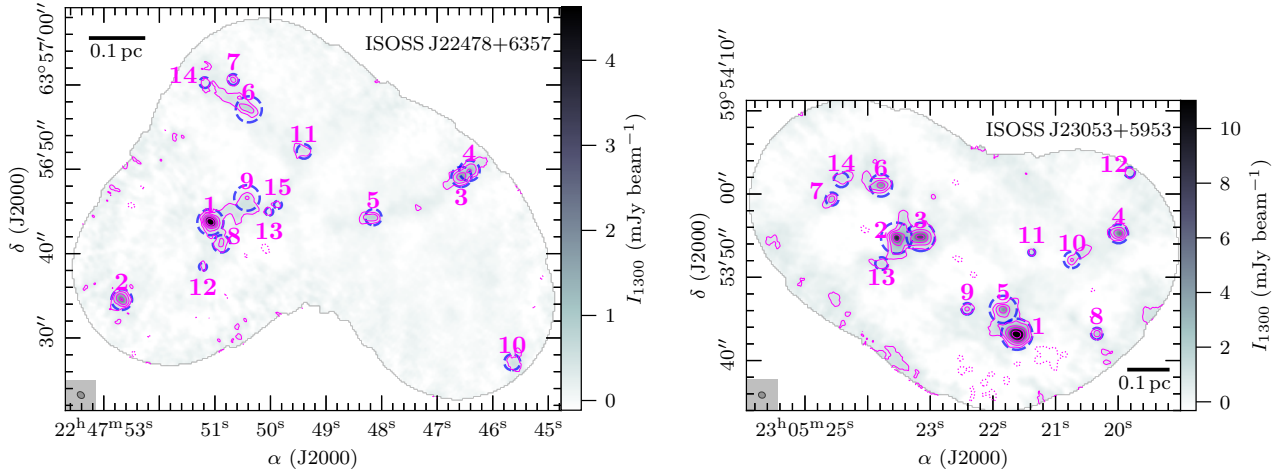 ISOSS J22478+6357
0.1 pc
63°57′00″
56′50″
40″
30″
δ (J2000)
22ʰ47ᵐ53ˢ
51ˢ
50ˢ
49ˢ
48ˢ
46ˢ
45ˢ
α (J2000)
7
14
6
11
4
3
9
15
1
5
13
8
12
2
10
4
3
2
1
0
I₁₃₀₀ (mJy beam⁻¹)
ISOSS J23053+5953
0.1 pc
59°54′10″
00″
53′50″
40″
δ (J2000)
23ʰ05ᵐ25ˢ
23ˢ
22ˢ
21ˢ
20ˢ
α (J2000)
14
6
12
7
2
3
4
11
10
13
9
5
1
8
10
8
6
4
2
0
I₁₃₀₀ (mJy beam⁻¹)